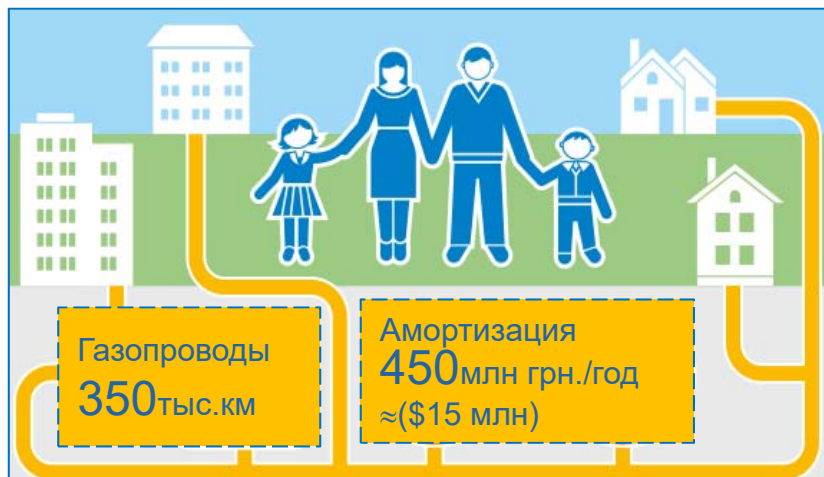 Газопроводы
350тыс.км
Амортизация
450млн грн./год
≈($15 млн)